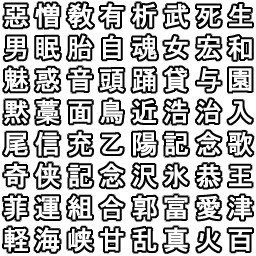 惡憎教有析武死生
男眠胎自魂女宏和
魅惑音頭踊貸与園
黙藁面鳥近浩治入
尾信充乙陽記念歌
奇侠記念沢氷恭王
菲運組合郭富愛津
軽海峡甘乱真火百